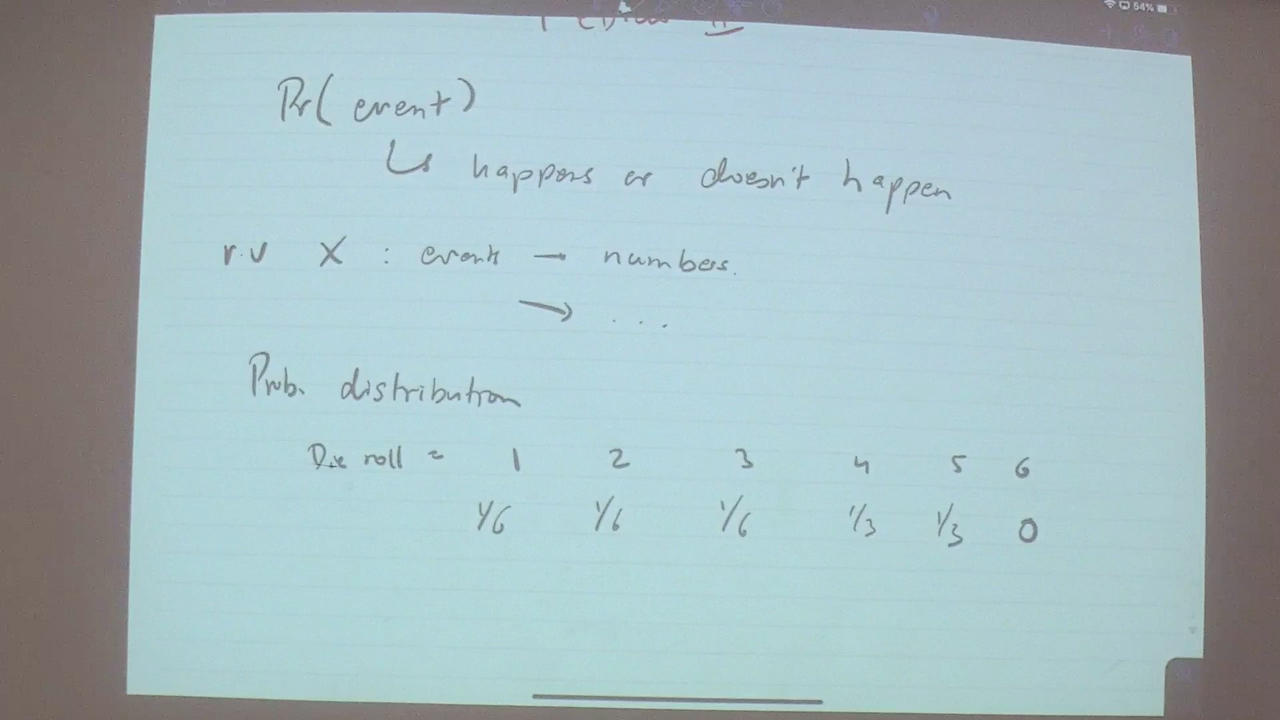 54%
Pr(event)
↳ happens or doesn't happen
r.v X : events → numbers.
→ ...
Prob. distribution
Die roll = 1 2 3 4 5 6
1/6 1/6 1/6 1/3 1/3 0